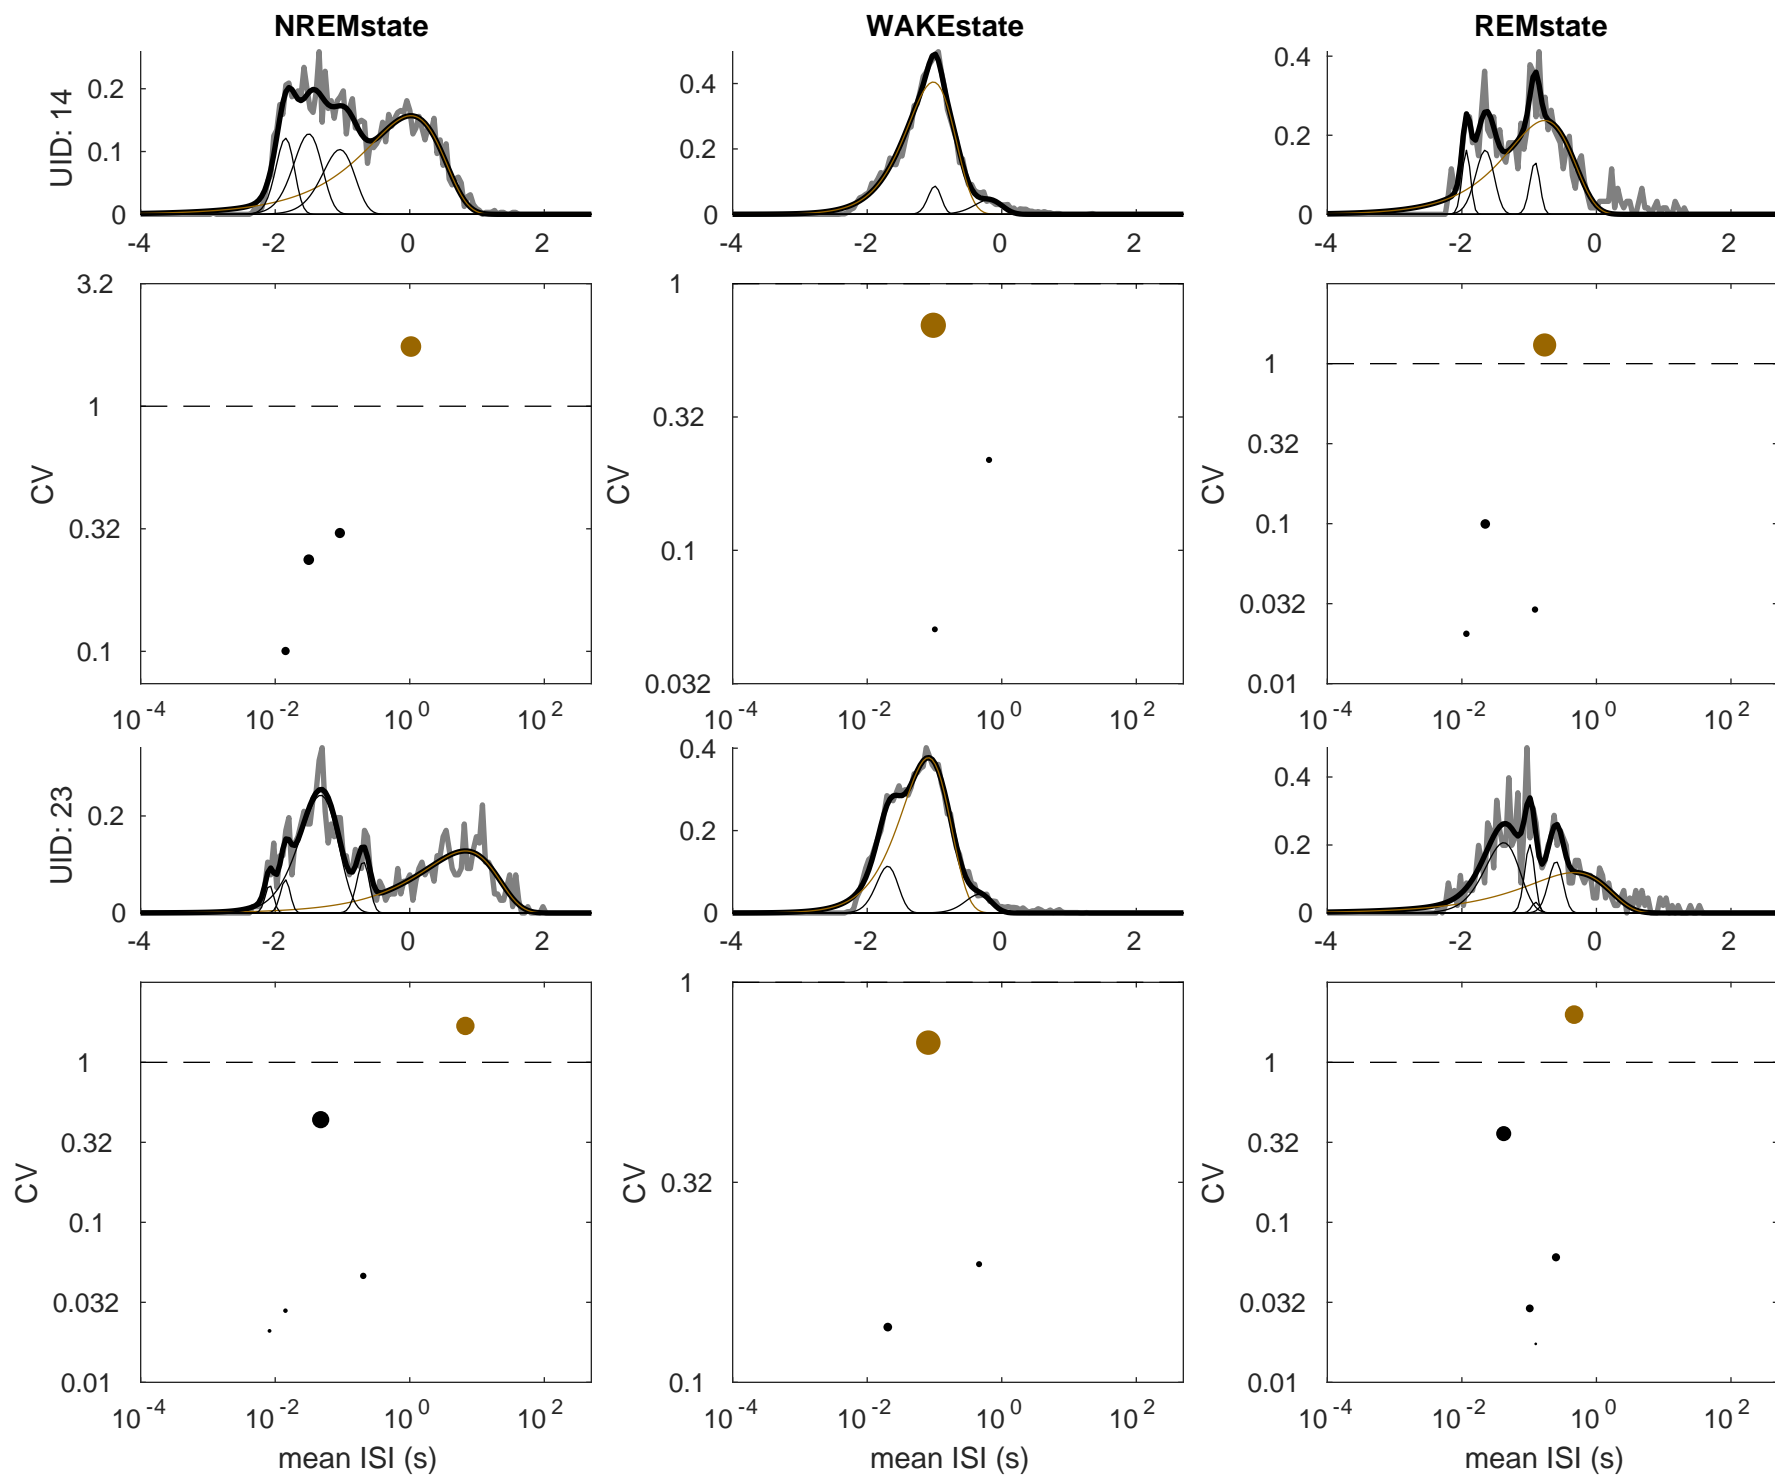 NREMstate WAKEstate REMstate
UID: 14
0.2 0.4 0.4
0.1 0.2 0.2
0 0 0
-4 -2 0 2 -4 -2 0 2 -4 -2 0 2
CV
3.2
1
0.32
0.1
10^-4 10^-2 10^0 10^2
CV
1
0.32
0.1
0.032
10^-4 10^-2 10^0 10^2
CV
1
0.32
0.1
0.032
0.01
10^-4 10^-2 10^0 10^2
UID: 23
0.2
0
-4 -2 0 2
0.4
0.2
0
-4 -2 0 2
0.4
0.2
0
-4 -2 0 2
CV
1
0.32
0.1
0.032
0.01
10^-4 10^-2 10^0 10^2
mean ISI (s)
CV
1
0.32
0.1
10^-4 10^-2 10^0 10^2
mean ISI (s)
CV
1
0.32
0.1
0.032
0.01
10^-4 10^-2 10^0 10^2
mean ISI (s)